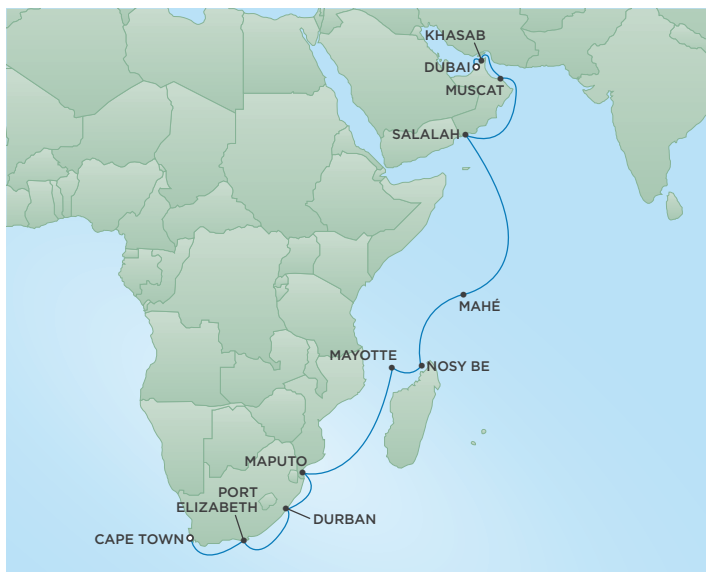 KHASAB
DUBAI
MUSCAT
SALALAH
MAHÉ
MAYOTTE
NOSY BE
MAPUTO
PORT
ELIZABETH
DURBAN
CAPE TOWN